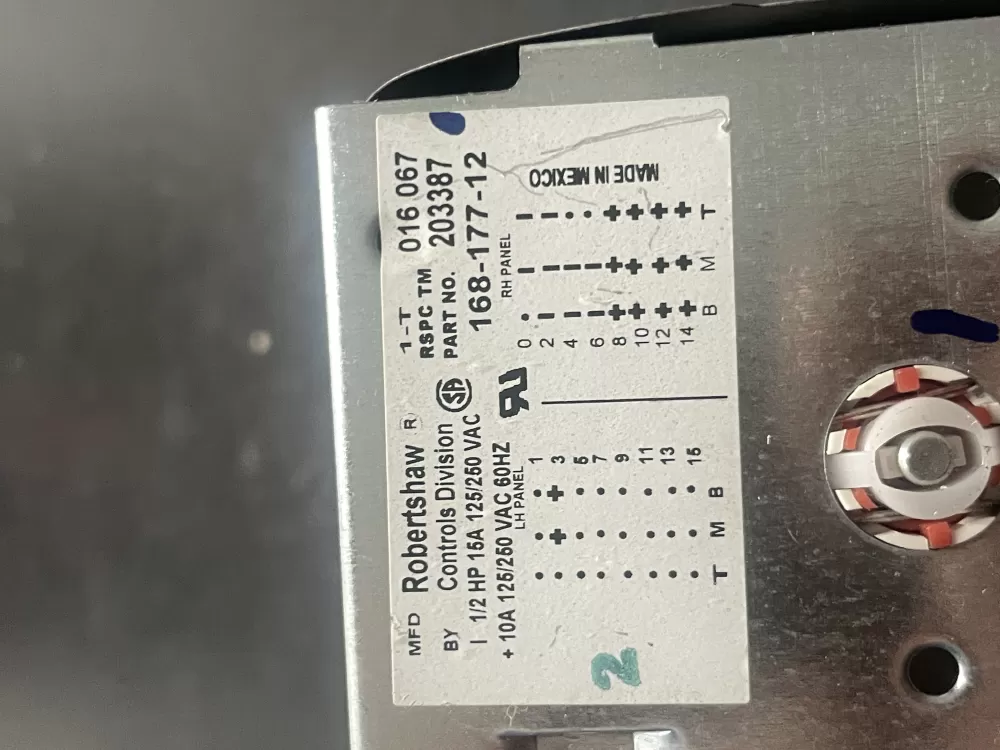 MFD Robertshaw R 1-T 016 067
RSPC TM
BY Controls Division SA PART NO. 203387
I 1/2 HP 15A 125/250 VAC 168-177-12
+ 10A 125/250 VAC 60HZ RU
LH PANEL RH PANEL
• • • 1 0 • I I
• + + 3 2 I I I
• • • 5 4 I I •
• • • 7 6 I I •
• • • 9 8 + + +
• • • 11 10 + + +
• • • 13 12 + + +
• • • 15 14 + + +
T M B B M T
MADE IN MEXICO
2